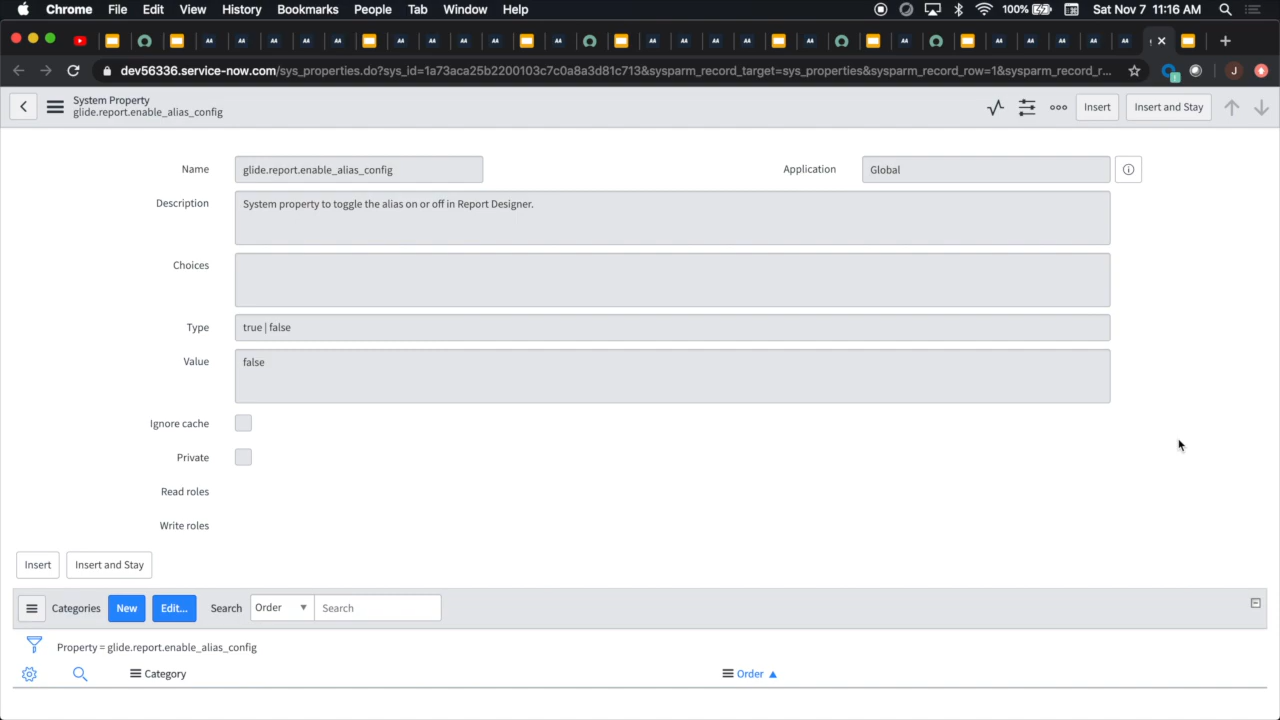 Chrome File Edit View History Bookmarks People Tab Window Help 100% Sat Nov 7 11:16 AM
dev56336.service-now.com/sys_properties.do?sys_id=1a73aca25b2200103c7c0a8a3d81c713&sysparm_record_target=sys_properties&sysparm_record_row=1&sysparm_record_r... J
System Property
glide.report.enable_alias_config
Insert Insert and Stay
Name glide.report.enable_alias_config Application Global
Description System property to toggle the alias on or off in Report Designer.
Choices
Type true | false
Value false
Ignore cache
Private
Read roles
Write roles
Insert Insert and Stay
Categories New Edit... Search Order Search
Property = glide.report.enable_alias_config
Category Order